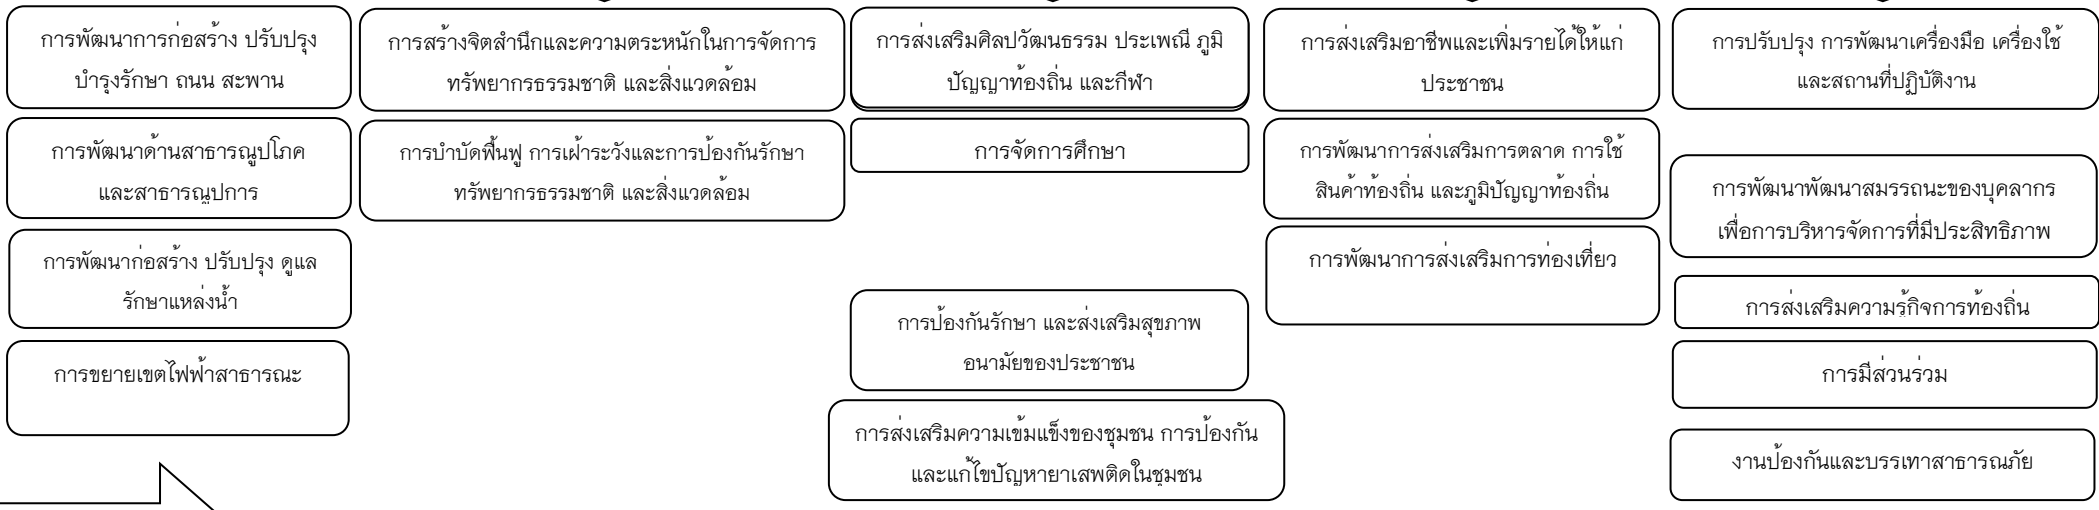 การพัฒนาการก่อสร้าง ปรับปรุง
บำรุงรักษา ถนน สะพาน
การพัฒนาด้านสาธารณูปโภค
และสาธารณูปการ
การพัฒนาก่อสร้าง ปรับปรุง ดูแล
รักษาแหล่งน้ำ
การขยายเขตไฟฟ้าสาธารณะ
การสร้างจิตสำนึกและความตระหนักในการจัดการ
ทรัพยากรธรรมชาติ และสิ่งแวดล้อม
การบำบัดฟื้นฟู การเฝ้าระวังและการป้องกันรักษา
ทรัพยากรธรรมชาติ และสิ่งแวดล้อม
การส่งเสริมศิลปวัฒนธรรม ประเพณี ภูมิ
ปัญญาท้องถิ่น และกีฬา
การจัดการศึกษา
การป้องกันรักษา และส่งเสริมสุขภาพ
อนามัยของประชาชน
การส่งเสริมความเข้มแข็งของชุมชน การป้องกัน
และแก้ไขปัญหายาเสพติดในชุมชน
การส่งเสริมอาชีพและเพิ่มรายได้ให้แก่
ประชาชน
การพัฒนาการส่งเสริมการตลาด การใช้
สินค้าท้องถิ่น และภูมิปัญญาท้องถิ่น
การพัฒนาการส่งเสริมการท่องเที่ยว
การปรับปรุง การพัฒนาเครื่องมือ เครื่องใช้
และสถานที่ปฏิบัติงาน
การพัฒนาพัฒนาสมรรถนะของบุคลากร
เพื่อการบริหารจัดการที่มีประสิทธิภาพ
การส่งเสริมความรู้กิจการท้องถิ่น
การมีส่วนร่วม
งานป้องกันและบรรเทาสาธารณภัย